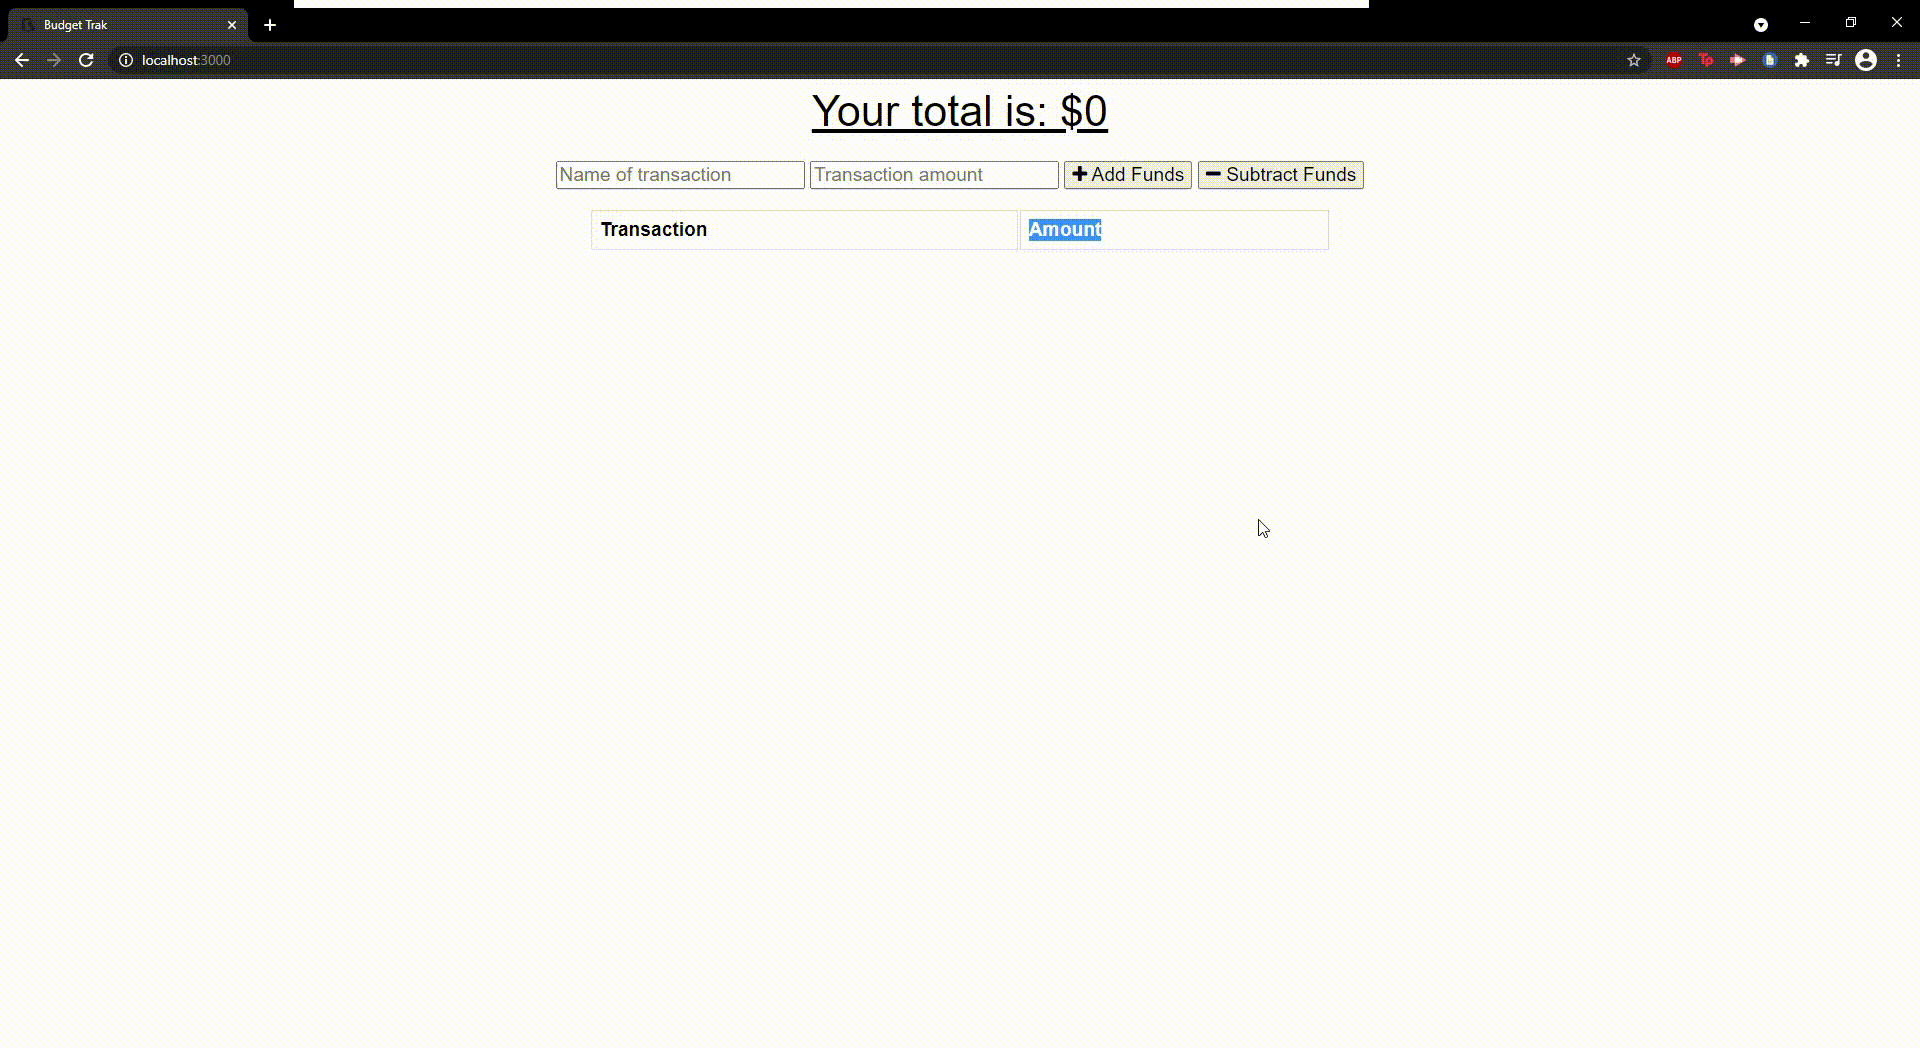 Budget Trak
localhost:3000
ABP
Tp
Your total is: $0
Name of transaction Transaction amount Add Funds Subtract Funds
Transaction Amount